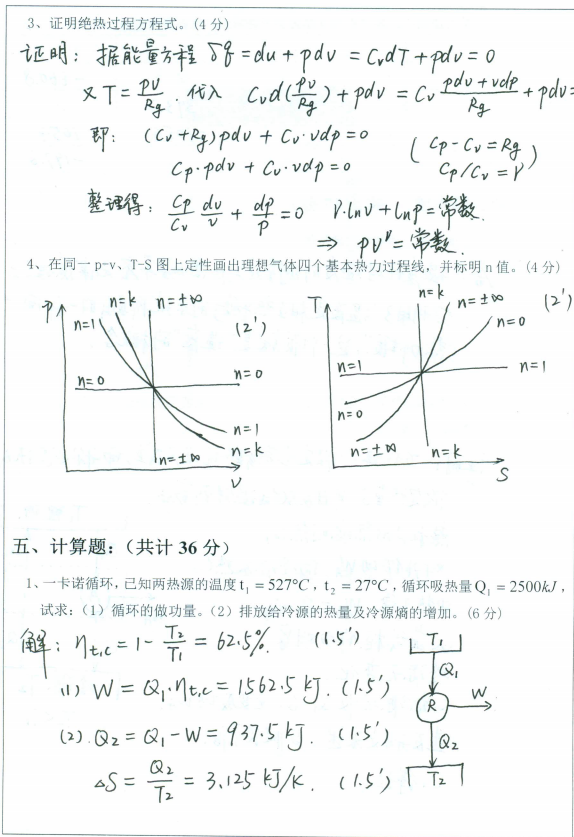 3、证明绝热过程方程式。(4 分)
证明: 据能量方程 δq = du + pdv = CvdT + pdv = 0
又 T = pv/Rg . 代入 Cvd(pv/Rg) + pdv = Cv (pdv + vdp)/Rg + pdv =
即: (Cv + Rg)pdv + Cv·vdp = 0
Cp·pdv + Cv·vdp = 0
(Cp - Cv = Rg
Cp/Cv = γ)
整理得: Cp/Cv dv/v + dp/p = 0 γ·lnv + lnp = 常数.
⇒ pv^γ = 常数.
4、在同一 p-v、T-S 图上定性画出理想气体四个基本热力过程线，并标明 n 值。(4 分)
P n=k n=±∞
n=1 (2')
n=0 n=0
n=1
n=k
n=±∞
v
T n=k n=±∞ (2')
n=0
n=1 n=1
n=0
n=±∞ n=k
S
五、计算题：（共计 36 分）
1、一卡诺循环，已知两热源的温度 t₁ = 527°C，t₂ = 27°C，循环吸热量 Q₁ = 2500kJ，
试求：（1）循环的做功量。（2）排放给冷源的热量及冷源熵的增加。(6 分)
解: ηt,c = 1 - T₂/T₁ = 62.5%. (1.5')
(1) W = Q₁·ηt,c = 1562.5 kJ. (1.5')
(2). Q₂ = Q₁ - W = 937.5 kJ. (1.5')
△S = Q₂/T₂ = 3.125 kJ/K. (1.5')
T₁
Q₁
R W
Q₂
T₂